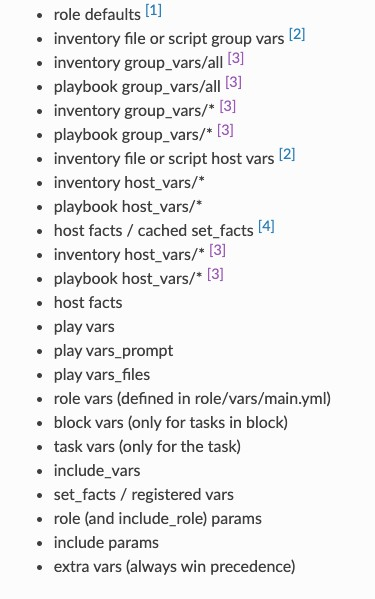 • role defaults [1]
• inventory file or script group vars [2]
• inventory group_vars/all [3]
• playbook group_vars/all [3]
• inventory group_vars/* [3]
• playbook group_vars/* [3]
• inventory file or script host vars [2]
• inventory host_vars/*
• playbook host_vars/*
• host facts / cached set_facts [4]
• inventory host_vars/* [3]
• playbook host_vars/* [3]
• host facts
• play vars
• play vars_prompt
• play vars_files
• role vars (defined in role/vars/main.yml)
• block vars (only for tasks in block)
• task vars (only for the task)
• include_vars
• set_facts / registered vars
• role (and include_role) params
• include params
• extra vars (always win precedence)